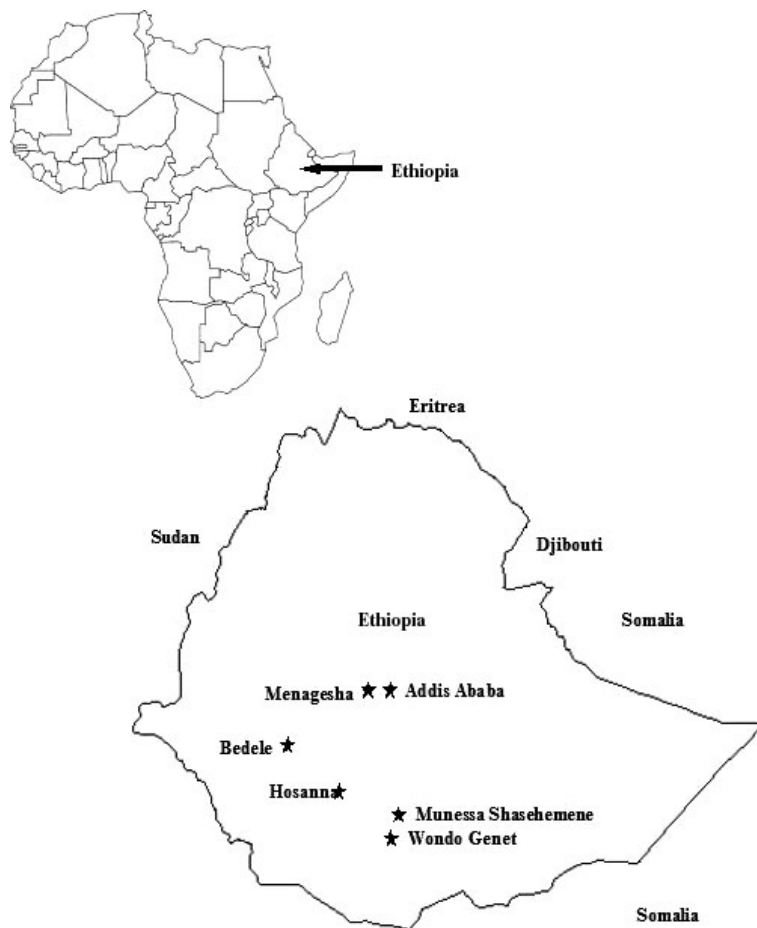 Ethiopia
Eritrea
Sudan
Djibouti
Ethiopia
Somalia
Menagesha
Addis Ababa
Bedele
Hosanna
Munessa Shasehemene
Wondo Genet
Somalia